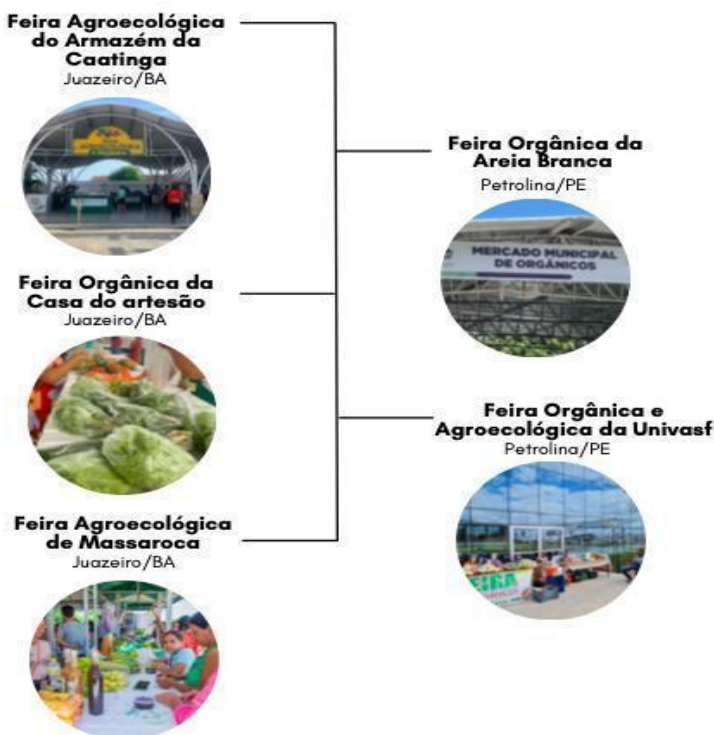 Feira Agroecológica
do Armazém da
Caatinga
Juazeiro/BA
Feira Orgânica da
Casa do artesão
Juazeiro/BA
Feira Agroecológica
de Massaroca
Juazeiro/BA
Feira Orgânica da
Areia Branca
Petrolina/PE
MERCADO MUNICIPAL
DE ORGÂNICOS
Feira Orgânica e
Agroecológica da Univasf
Petrolina/PE